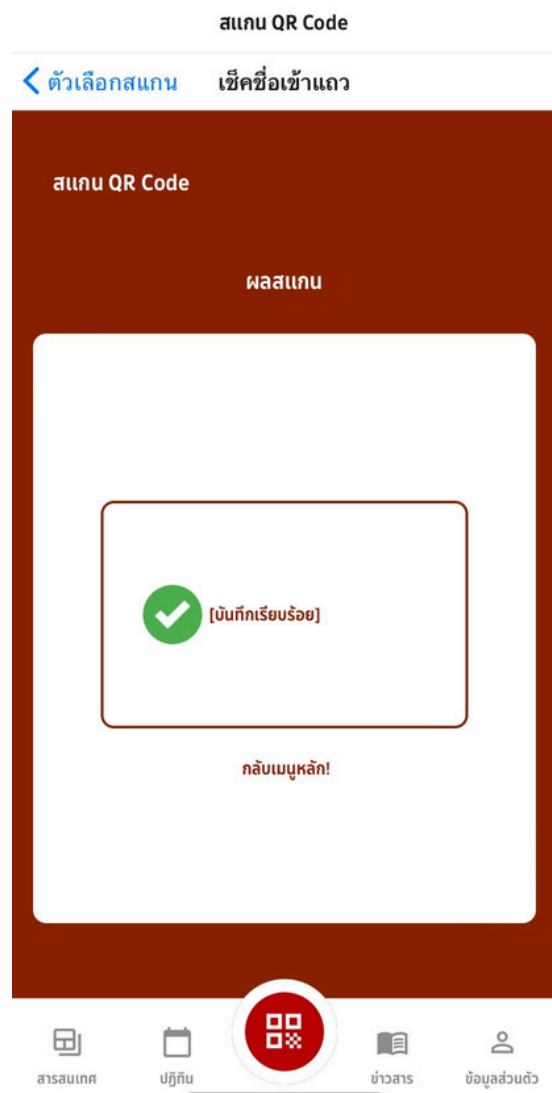 สแกน QR Code
ตัวเลือกสแกน เช็คชื่อเข้าแถว
สแกน QR Code
ผลสแกน
[บันทึกเรียบร้อย]
กลับเมนูหลัก!
สารสนเทศ ปฏิทิน ข่าวสาร ข้อมูลส่วนตัว